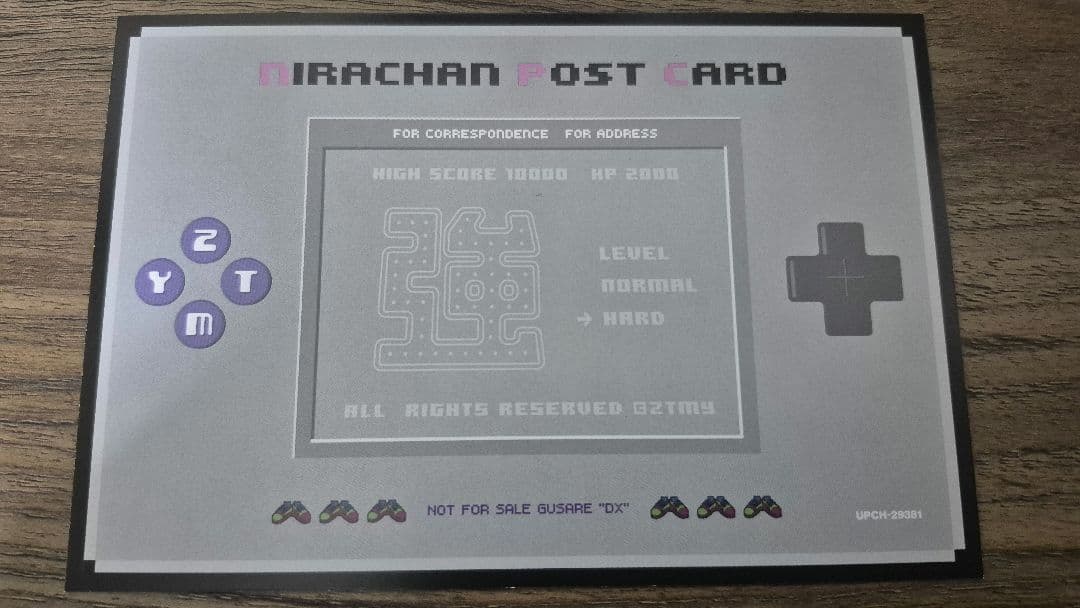 NIRACHAN POST CARD
FOR CORRESPONDENCE FOR ADDRESS
HIGH SCORE 10000 HP 2000
LEVEL
NORMAL
→ HARD
ALL RIGHTS RESERVED ©ZTMY
Z
Y T
M
NOT FOR SALE GUSARE "DX"
UPCH-29381